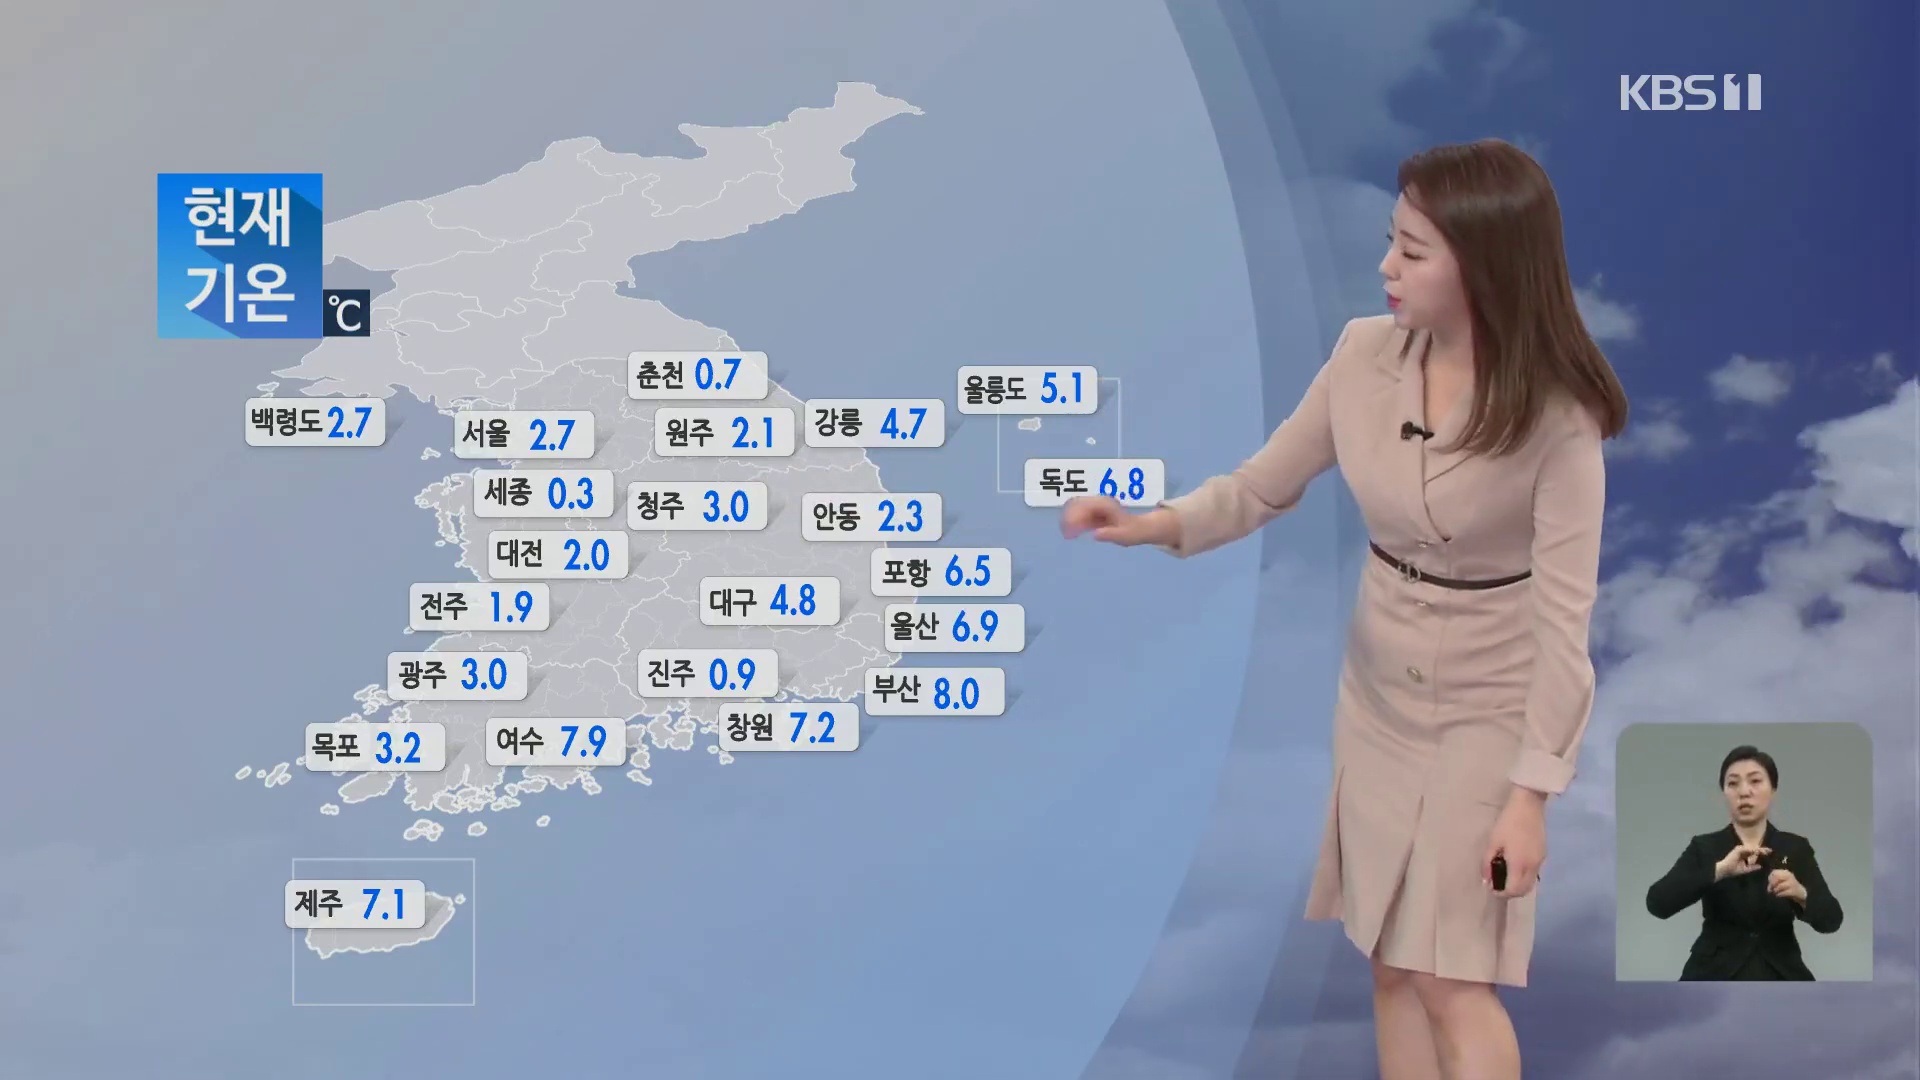 KBS 1
현재
기온
℃
춘천 0.7
울릉도 5.1
백령도 2.7
서울 2.7
원주 2.1
강릉 4.7
독도 6.8
세종 0.3
청주 3.0
안동 2.3
대전 2.0
포항 6.5
전주 1.9
대구 4.8
울산 6.9
광주 3.0
진주 0.9
부산 8.0
목포 3.2
여수 7.9
창원 7.2
제주 7.1